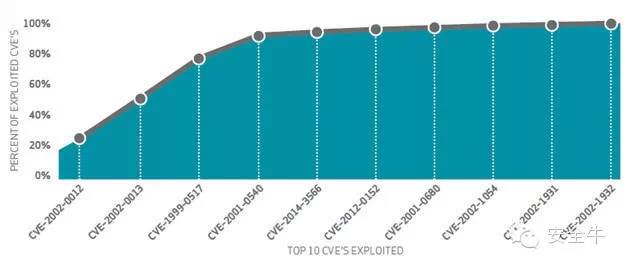 100%
80%
60%
40%
20%
0%
PERCENT OF EXPLOITED CVE'S
CVE-2002-0012
CVE-2002-0013
CVE-1999-0517
CVE-2001-0540
CVE-2014-3566
CVE-2012-0152
CVE-2001-0680
CVE-2002-1054
CVE-2002-1931
CVE-2002-1932
TOP 10 CVE'S EXPLOITED
安全牛